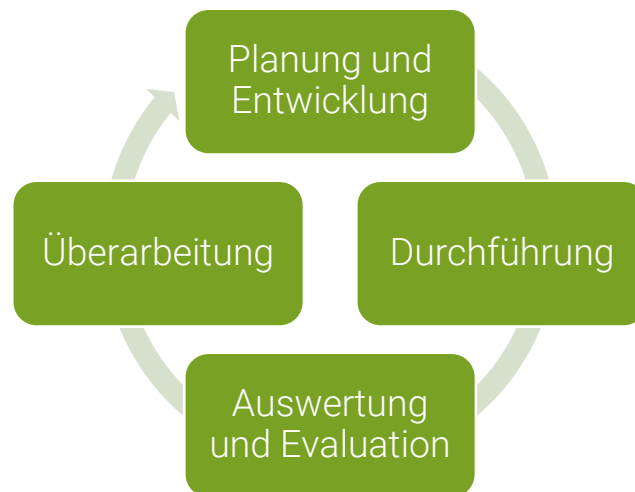 Planung und
Entwicklung
Durchführung
Auswertung
und Evaluation
Überarbeitung